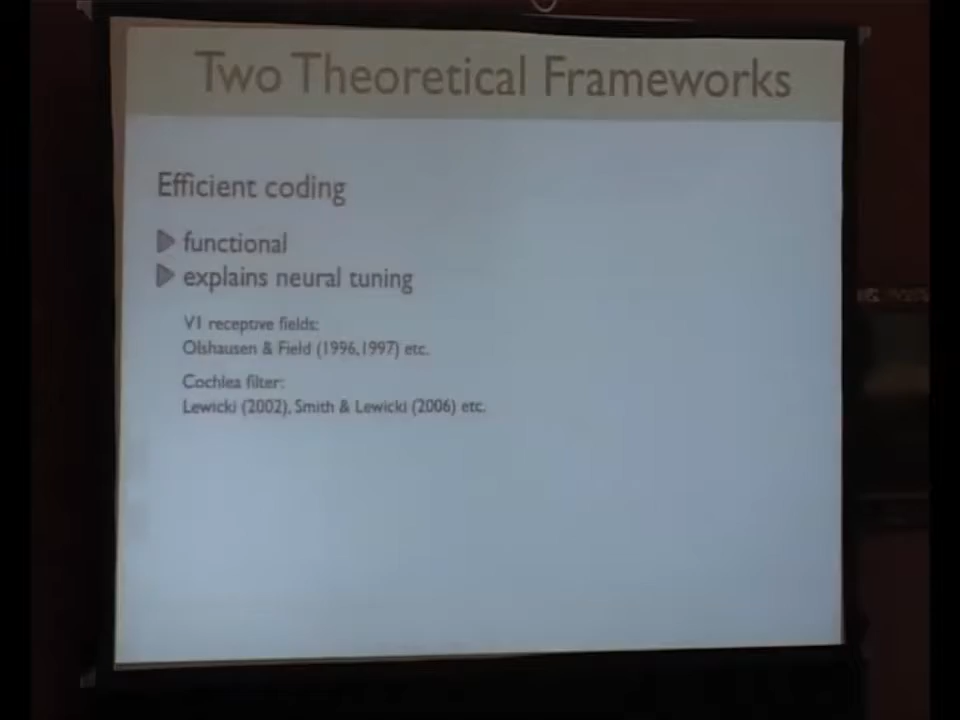 Two Theoretical Frameworks
Efficient coding
functional
explains neural tuning
V1 receptive fields:
Olshausen & Field (1996,1997) etc.
Cochlea filter:
Lewicki (2002), Smith & Lewicki (2006) etc.